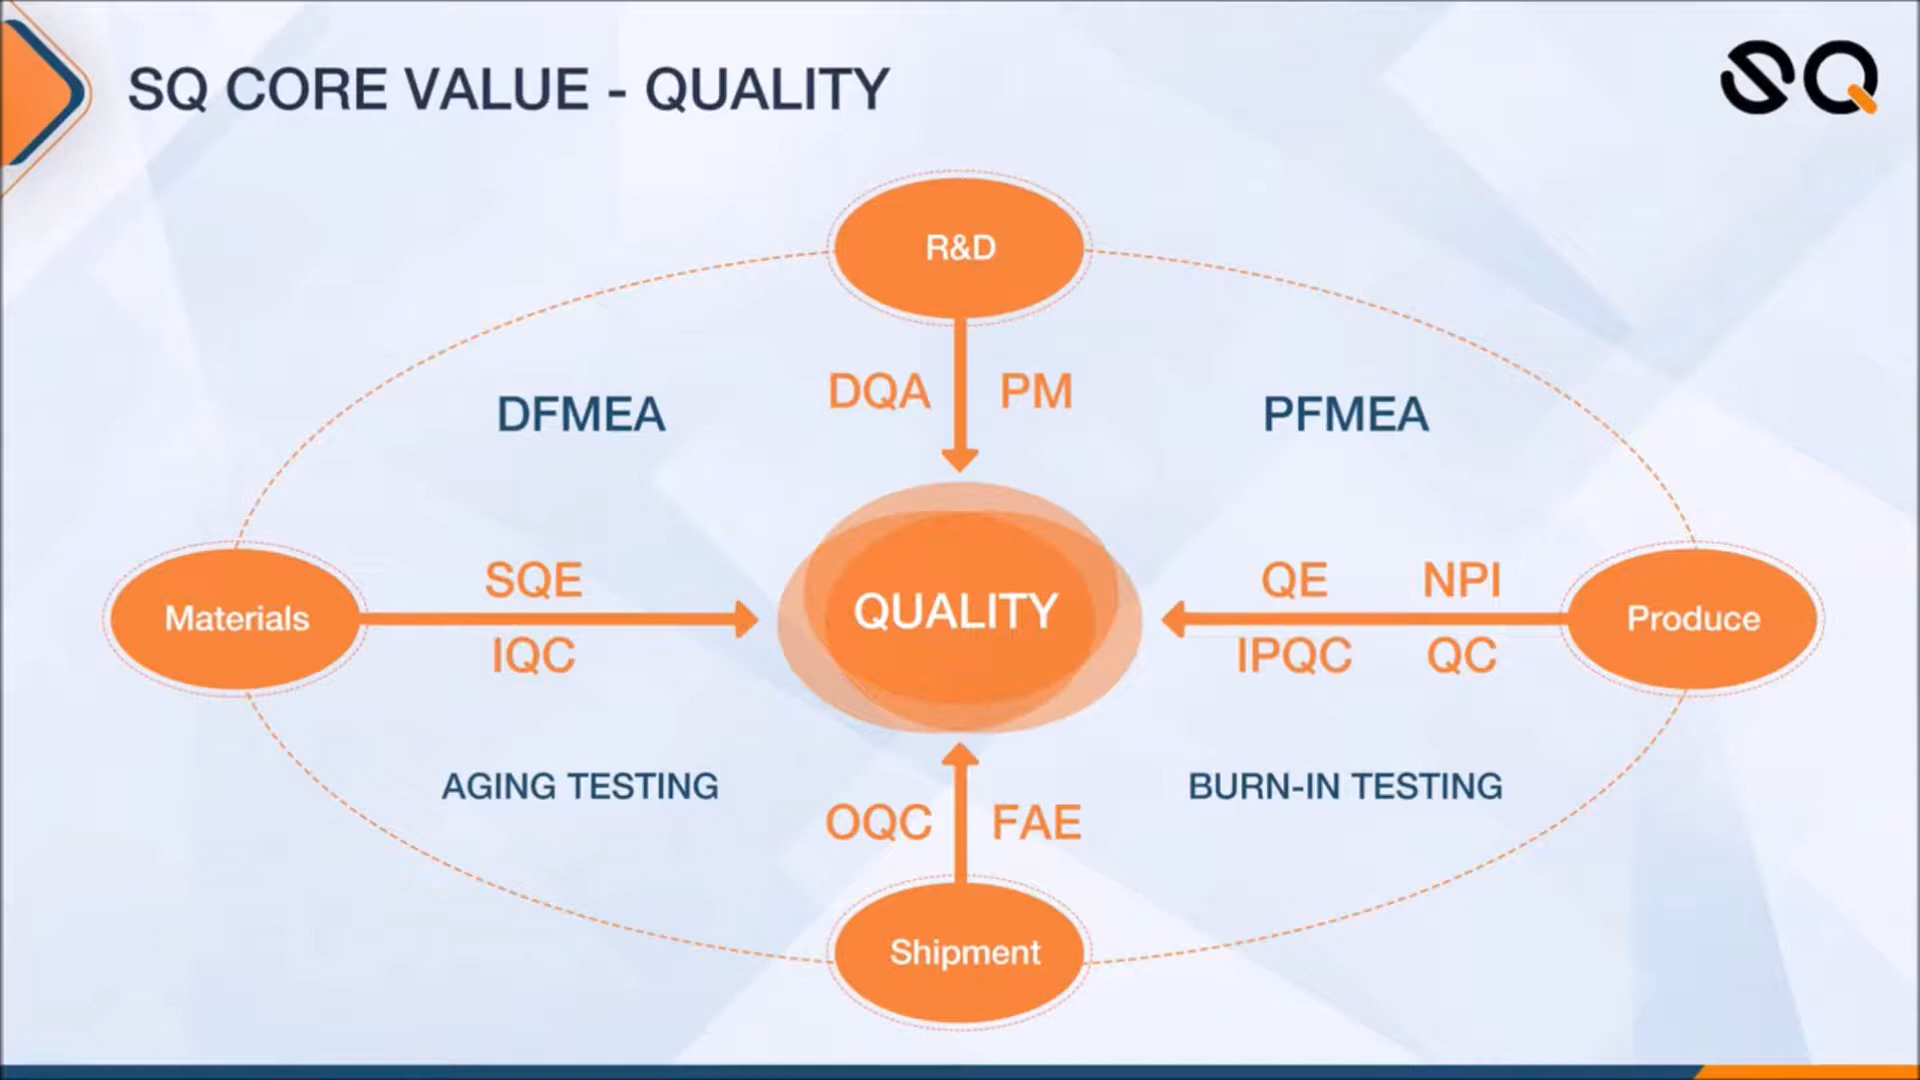 SQ CORE VALUE - QUALITY
SQ
R&D
DQA PM
DFMEA
PFMEA
SQE
QE NPI
Materials
QUALITY
Produce
IQC
IPQC QC
AGING TESTING
BURN-IN TESTING
OQC FAE
Shipment